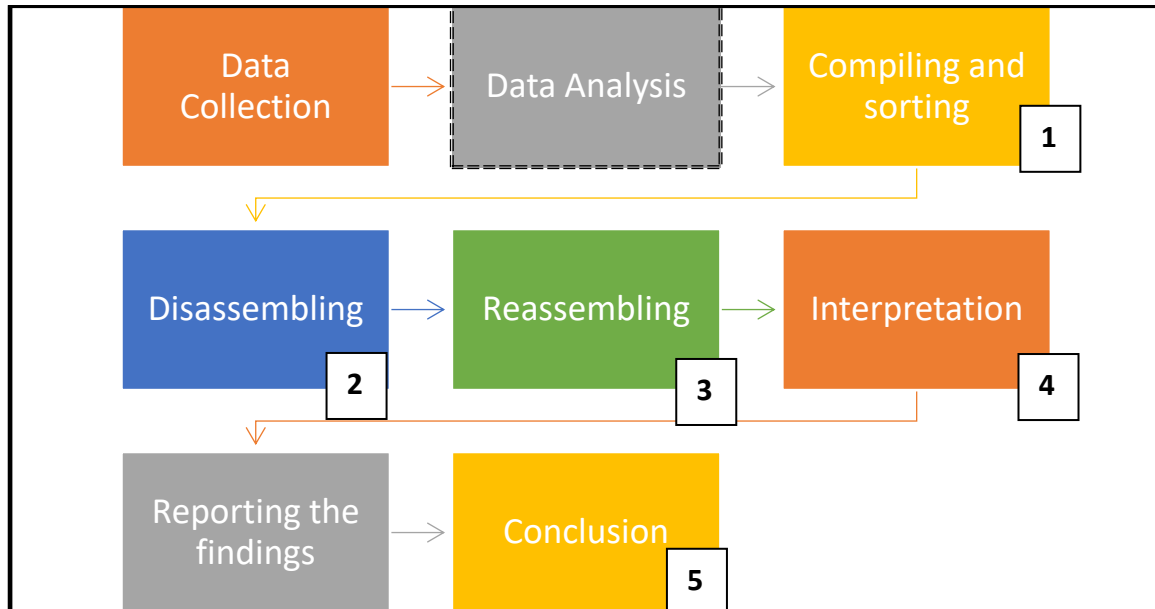 Data
Collection
Data Analysis
Compiling and
sorting
1
Disassembling
2
Reassembling
3
Interpretation
4
Reporting the
findings
Conclusion
5